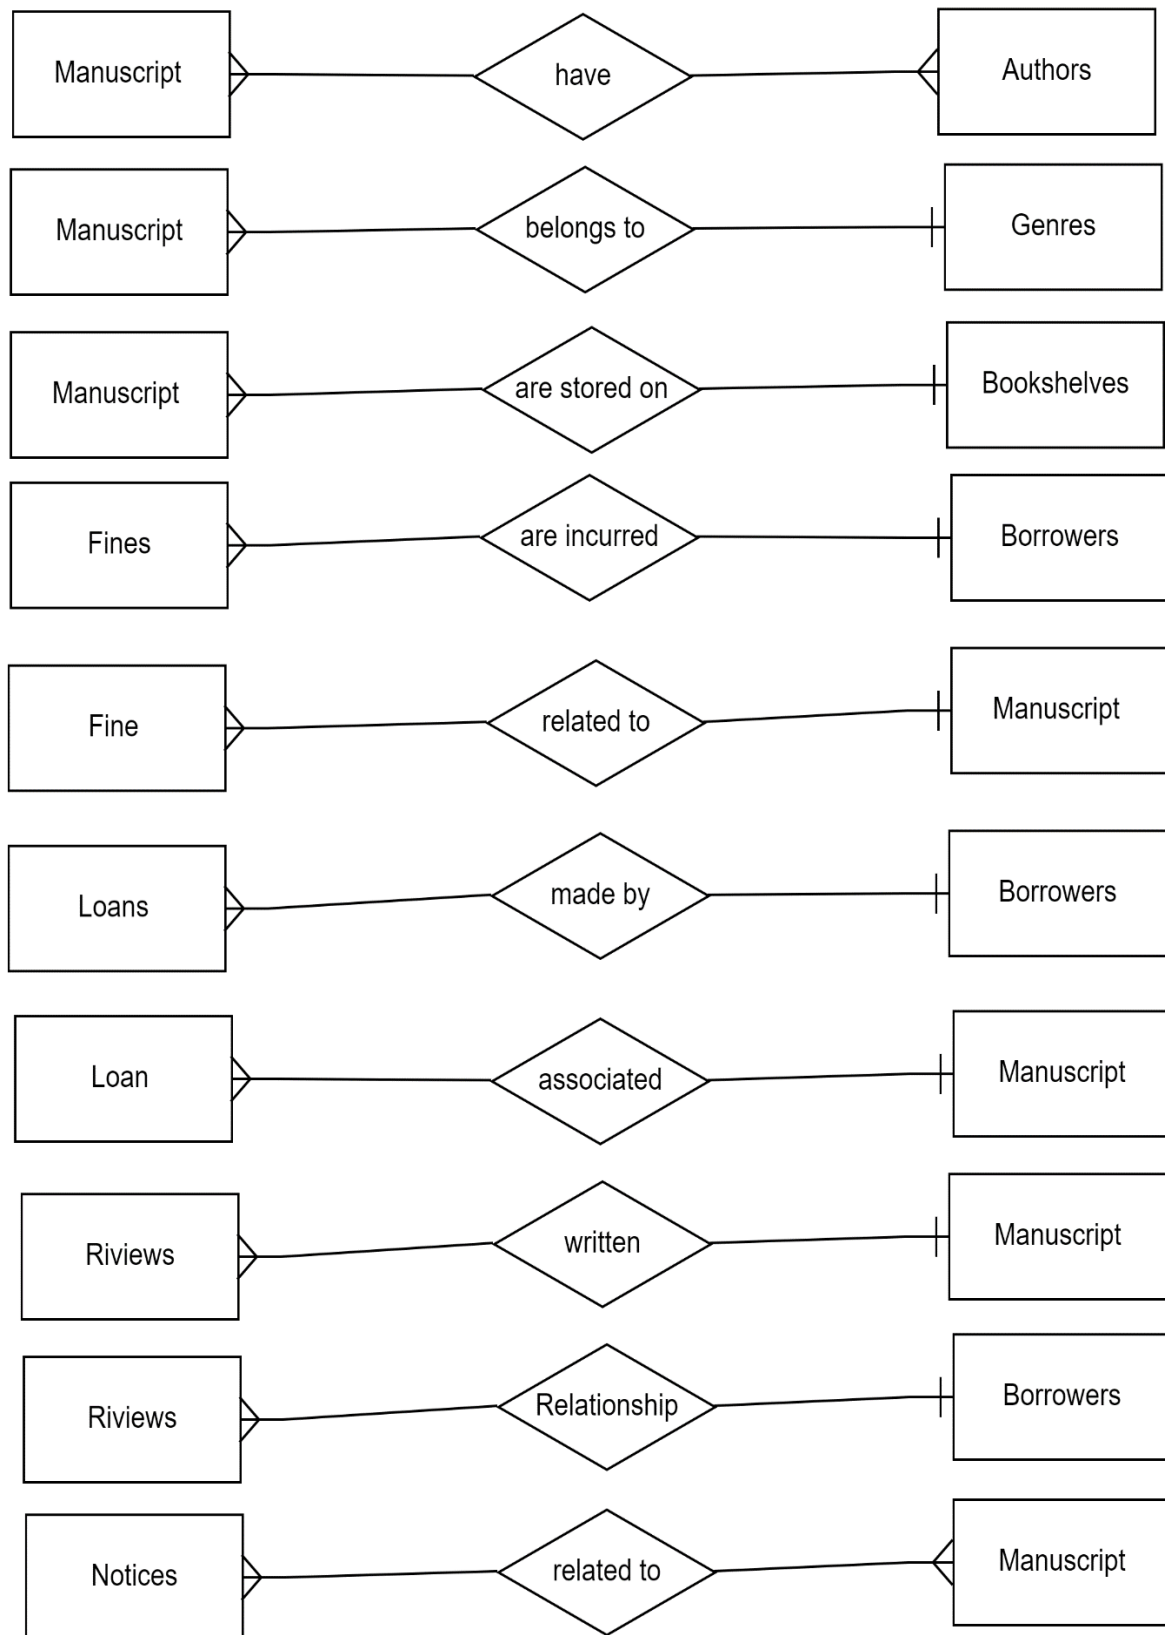 Manuscript have Authors
Manuscript belongs to Genres
Manuscript are stored on Bookshelves
Fines are incurred Borrowers
Fine related to Manuscript
Loans made by Borrowers
Loan associated Manuscript
Riviews written Manuscript
Riviews Relationship Borrowers
Notices related to Manuscript